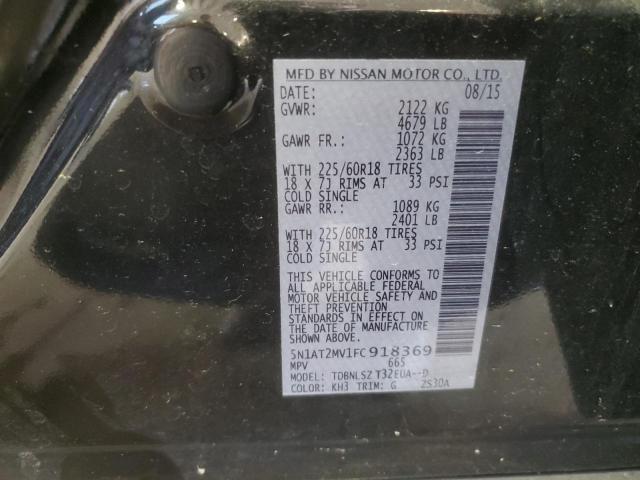 MFD BY NISSAN MOTOR CO., LTD.
DATE: 08/15
GVWR: 2122 KG
4679 LB
GAWR FR.: 1072 KG
2363 LB
WITH 225/60R18 TIRES
18 X 7J RIMS AT 33 PSI
COLD SINGLE
GAWR RR.: 1089 KG
2401 LB
WITH 225/60R18 TIRES
18 X 7J RIMS AT 33 PSI
COLD SINGLE
THIS VEHICLE CONFORMS TO
ALL APPLICABLE FEDERAL
MOTOR VEHICLE SAFETY AND
AND THEFT PREVENTION
STANDARDS IN EFFECT ON
THE DATE OF MANUFACTURE
SHOWN ABOVE.
5N1AT2MV1FC918369
MPV 665
MODEL: TDBNLSZ T32EUA--D
COLOR: KH3 TRIM: G 2S30A